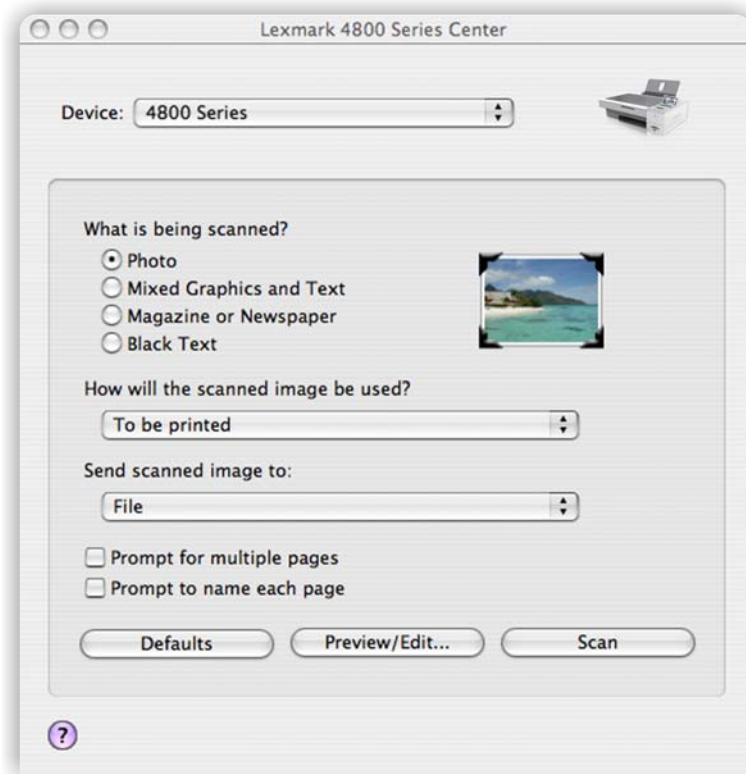 Lexmark 4800 Series Center
Device: 4800 Series
What is being scanned?
Photo
Mixed Graphics and Text
Magazine or Newspaper
Black Text
How will the scanned image be used?
To be printed
Send scanned image to:
File
Prompt for multiple pages
Prompt to name each page
Defaults Preview/Edit... Scan
?